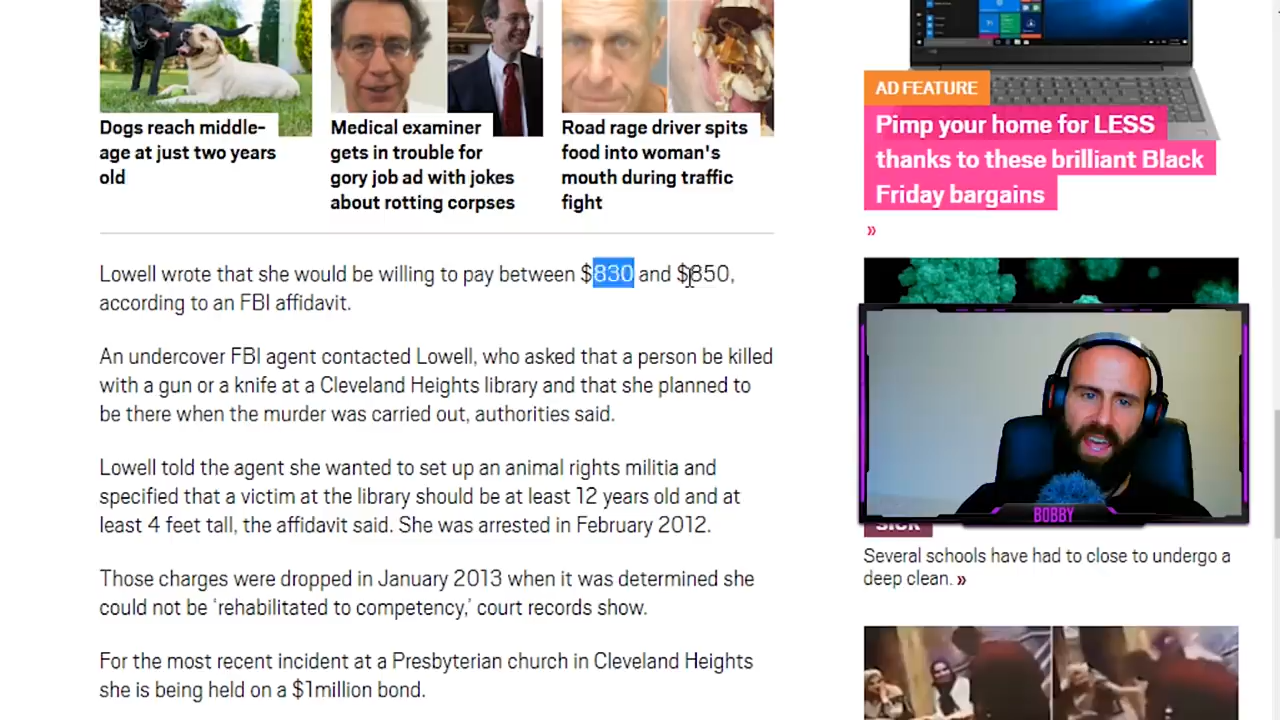 Dogs reach middle-
age at just two years
old
Medical examiner
gets in trouble for
gory job ad with jokes
about rotting corpses
Road rage driver spits
food into woman's
mouth during traffic
fight
AD FEATURE
Pimp your home for LESS
thanks to these brilliant Black
Friday bargains
»
Lowell wrote that she would be willing to pay between $830 and $850,
according to an FBI affidavit.
An undercover FBI agent contacted Lowell, who asked that a person be killed
with a gun or a knife at a Cleveland Heights library and that she planned to
be there when the murder was carried out, authorities said.
Lowell told the agent she wanted to set up an animal rights militia and
specified that a victim at the library should be at least 12 years old and at
least 4 feet tall, the affidavit said. She was arrested in February 2012.
Those charges were dropped in January 2013 when it was determined she
could not be ‘rehabilitated to competency,’ court records show.
For the most recent incident at a Presbyterian church in Cleveland Heights
she is being held on a $1million bond.
BOBBY
SICK
Several schools have had to close to undergo a
deep clean. »